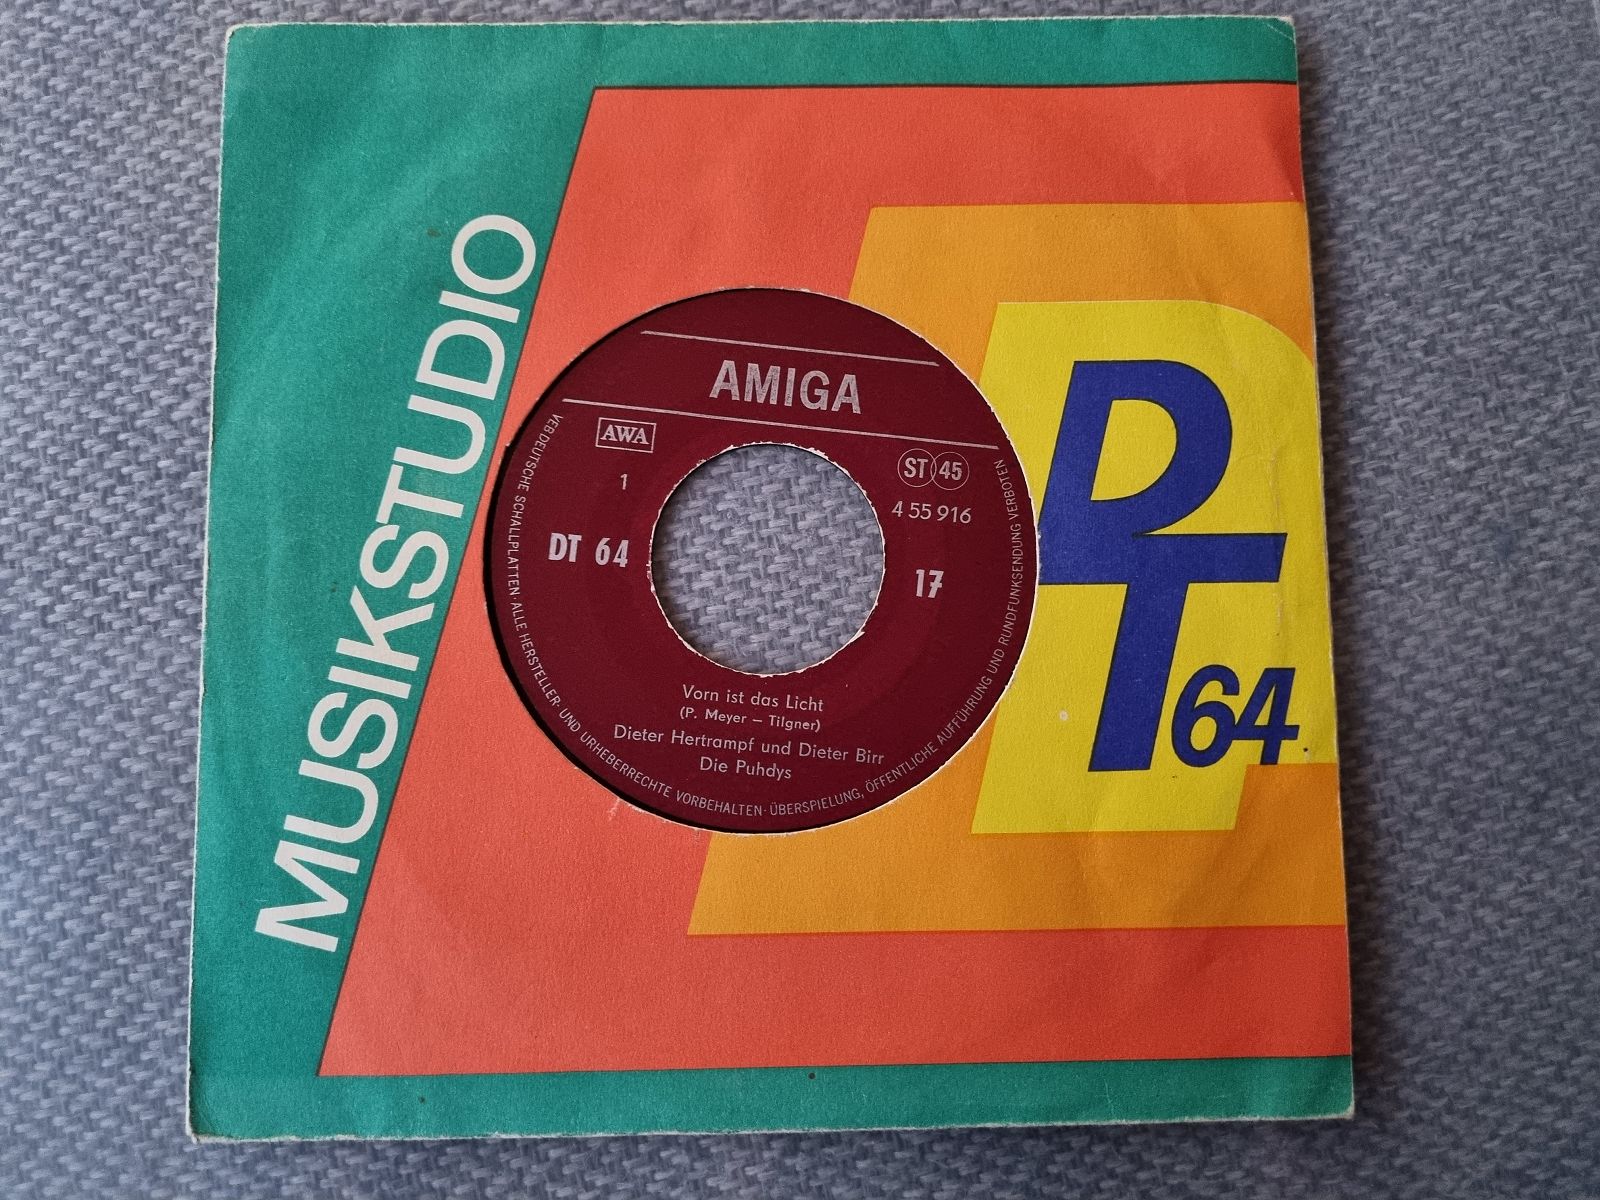 MUSIKSTUDIO
DT
64
AMIGA
AWA
ST 45
1
4 55 916
DT 64
17
Vorn ist das Licht
(P. Meyer – Tilgner)
Dieter Hertrampf und Dieter Birr
Die Puhdys
VEB DEUTSCHE SCHALLPLATTEN · ALLE HERSTELLER- UND URHEBERRECHTE VORBEHALTEN · ÜBERSPIELUNG, ÖFFENTLICHE AUFFÜHRUNG UND RUNDFUNKSENDUNG VERBOTEN